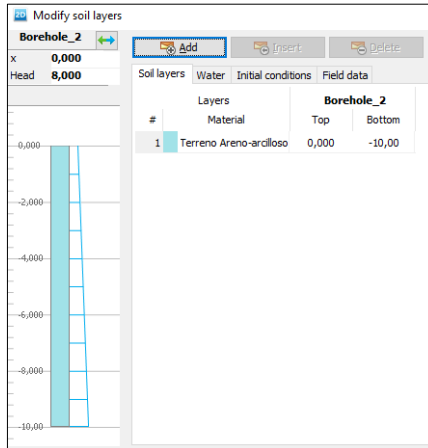 2D Modify soil layers
Borehole_2
x 0,000
Head 8,000
Add Insert Delete
Soil layers Water Initial conditions Field data
Layers Borehole_2
# Material Top Bottom
1 Terreno Areno-arcilloso 0,000 -10,00
0,000
-2,000
-4,000
-6,000
-8,000
-10,00